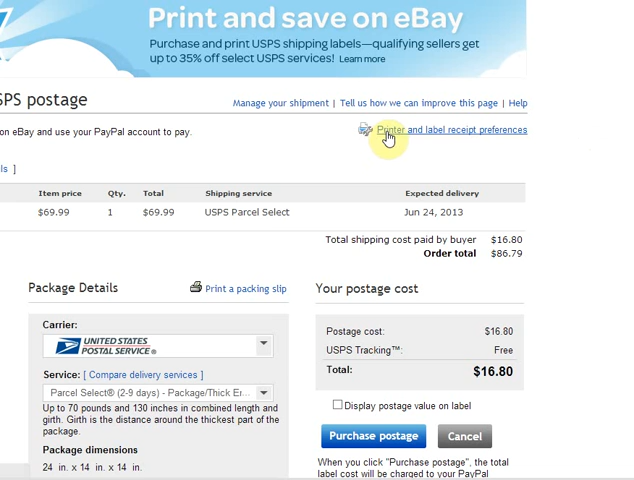 Print and save on eBay
Purchase and print USPS shipping labels—qualifying sellers get
up to 35% off select USPS services! Learn more
SPS postage
Manage your shipment | Tell us how we can improve this page | Help
on eBay and use your PayPal account to pay.
Printer and label receipt preferences
ls ]
Item price Qty. Total Shipping service Expected delivery
$69.99 1 $69.99 USPS Parcel Select Jun 24, 2013
Total shipping cost paid by buyer $16.80
Order total $86.79
Package Details
Print a packing slip
Carrier:
UNITED STATES
POSTAL SERVICE®
Service: [ Compare delivery services ]
Parcel Select® (2-9 days) - Package/Thick En...
Up to 70 pounds and 130 inches in combined length and
girth. Girth is the distance around the thickest part of the
package.
Package dimensions
24 in. x 14 in. x 14 in.
Your postage cost
Postage cost: $16.80
USPS Tracking™: Free
Total: $16.80
Display postage value on label
Purchase postage Cancel
When you click "Purchase postage", the total
label cost will be charged to your PayPal